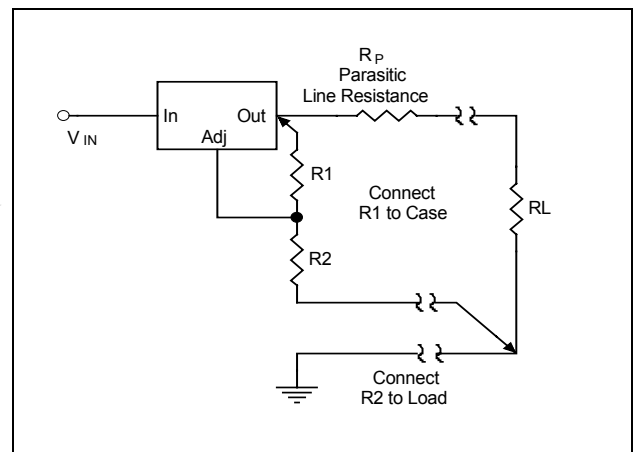 R P
Parasitic
Line Resistance
In
Out
Adj
V IN
R1
Connect
R1 to Case
RL
R2
Connect
R2 to Load